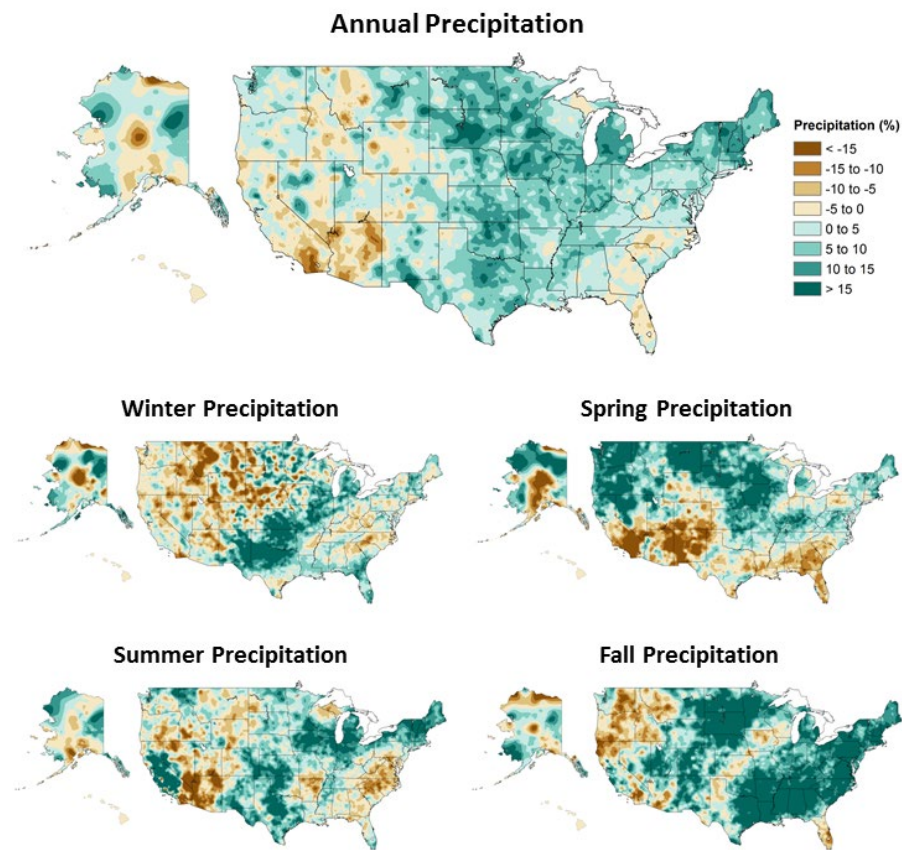 Annual Precipitation
Precipitation (%)
< -15
-15 to -10
-10 to -5
-5 to 0
0 to 5
5 to 10
10 to 15
> 15
Winter Precipitation
Spring Precipitation
Summer Precipitation
Fall Precipitation